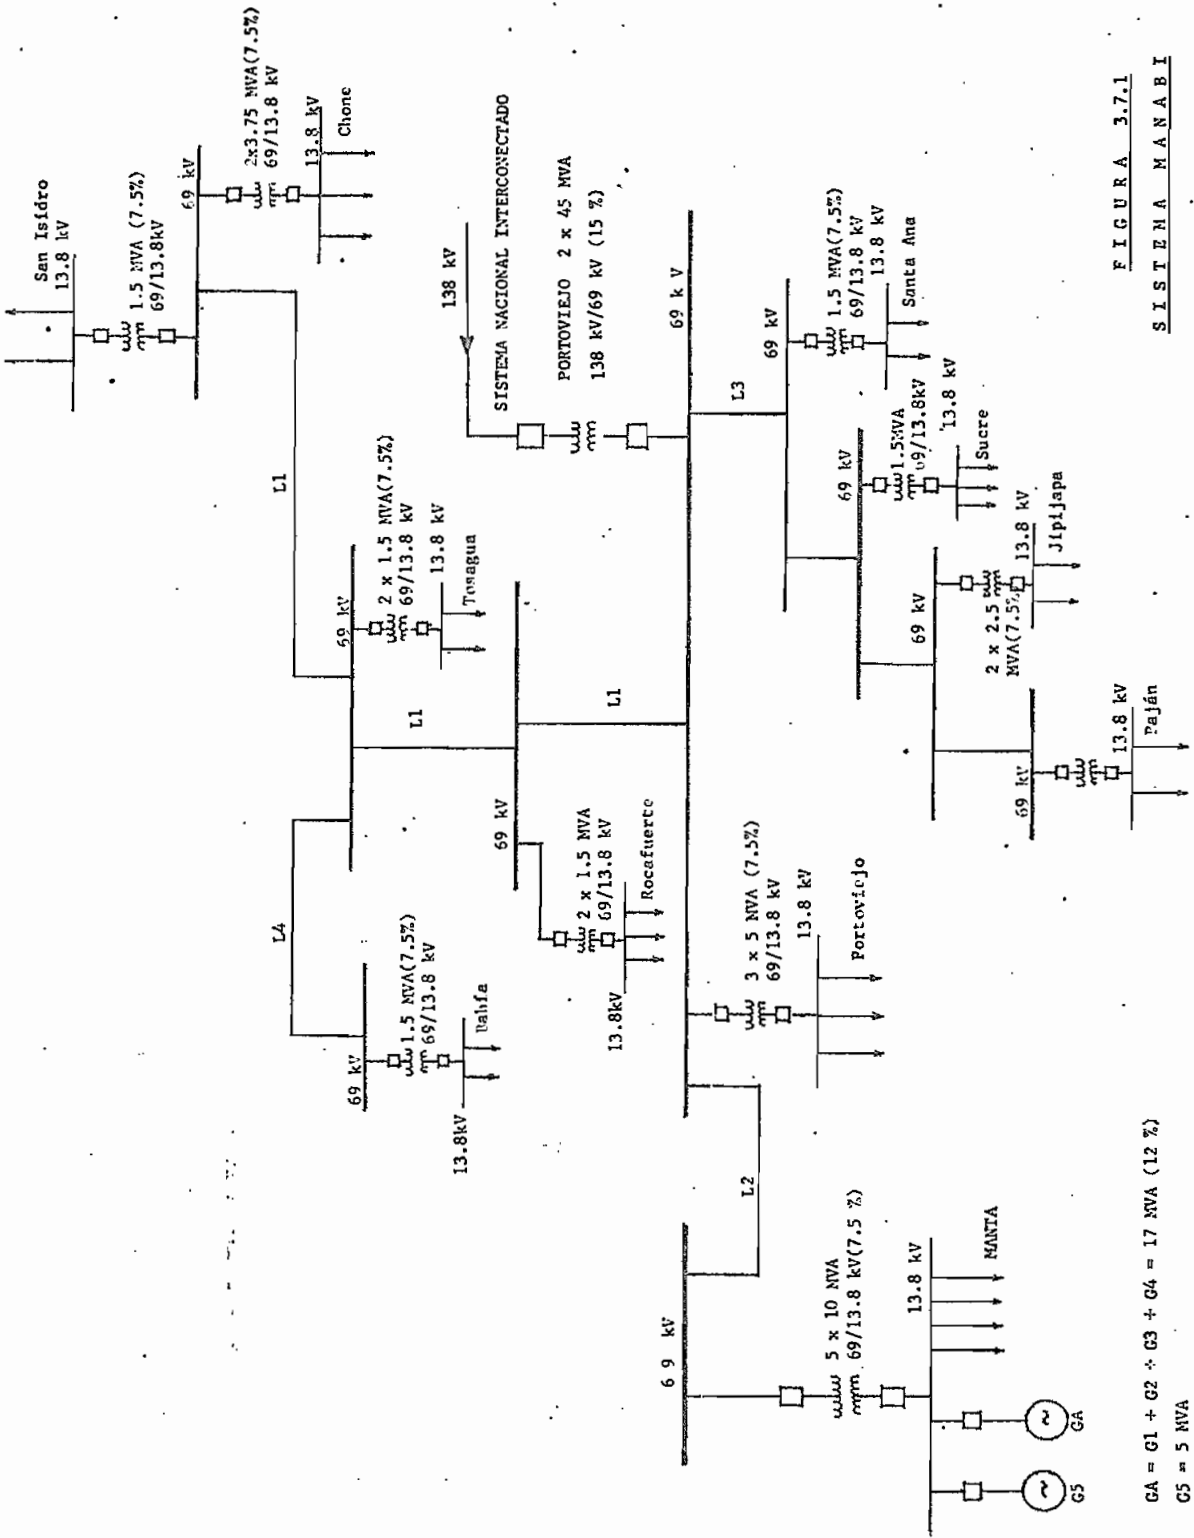 San Isidro
13.8 kV
1.5 MVA (7.5%)
69/13.8kV
69 kV
2x3.75 MVA(7.5%)
69/13.8 kV
13.8 kV
Chone
L1
138 kV
SISTEMA NACIONAL INTERCONECTADO
PORTOVIEJO 2 x 45 MVA
138 kV/69 kV (15 %)
69 kV
2 x 1.5 MVA(7.5%)
69/13.8 kV
13.8 kV
Tosagua
L1
L4
69 kV
1.5 MVA(7.5%)
69/13.8 kV
13.8kV
Bahía
69 kV
L1
2 x 1.5 MVA
69/13.8 kV
13.8kV
Rocafuerte
69 k V
L3
69 kV
1.5 MVA(7.5%)
69/13.8 kV
13.8 kV
Santa Ana
69 kV
1.5MVA
69/13.8kV
13.8 kV
Sucre
69 kV
2 x 2.5
MVA(7.5%)
13.8 kV
Jipijapa
69 kV
13.8 kV
Paján
3 x 5 MVA (7.5%)
69/13.8 kV
13.8 kV
Portoviejo
L2
6 9 kV
5 x 10 MVA
69/13.8 kV(7.5 %)
13.8 kV
MANTA
GA
G5
GA = G1 + G2 + G3 + G4 = 17 MVA (12 %)
G5 = 5 MVA
FIGURA 3.7.1
SISTEMA MANABI